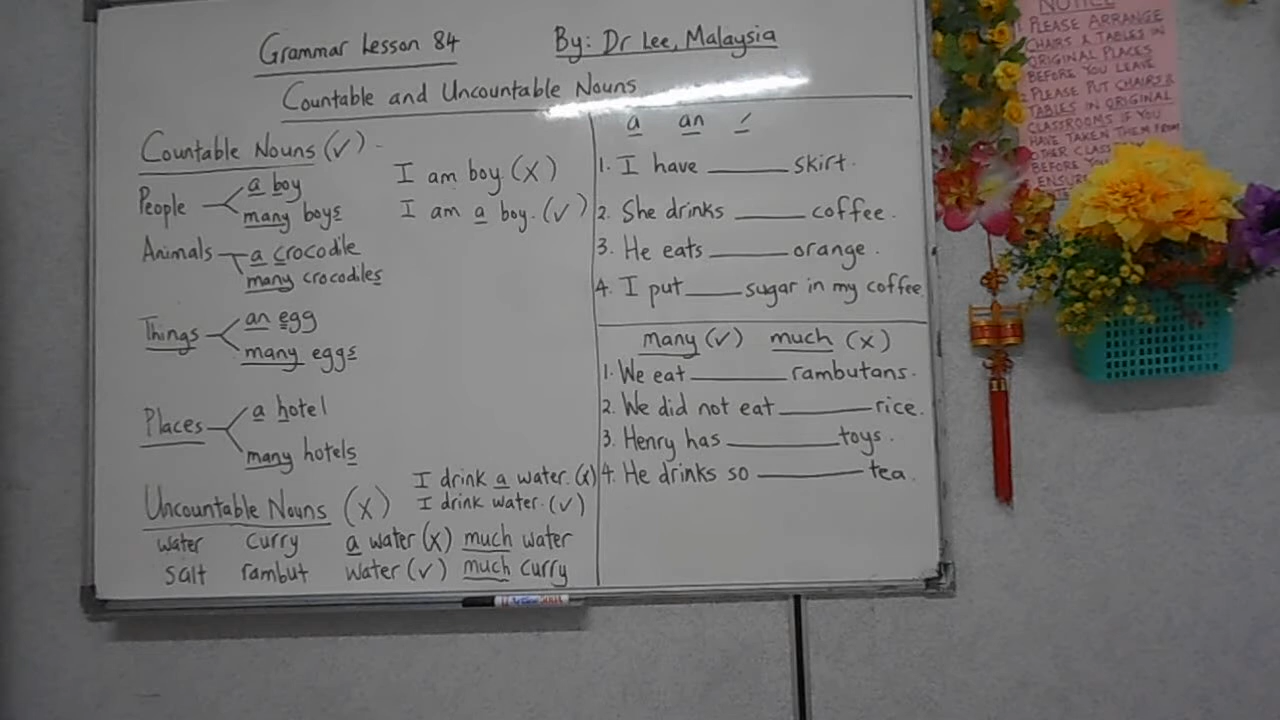 Grammar Lesson 84 By: Dr Lee, Malaysia
Countable and Uncountable Nouns
Countable Nouns (✓)
People
a boy
many boys
I am boy. (X)
I am a boy. (✓)
Animals
a crocodile
many crocodiles
Things
an egg
many eggs
Places
a hotel
many hotels
I drink a water. (x)
I drink water. (✓)
Uncountable Nouns (X)
water curry a water (X) much water
salt rambut water (✓) much curry
a an
1. I have ______ skirt.
2. She drinks ______ coffee.
3. He eats ______ orange.
4. I put ______ sugar in my coffee
many (✓) much (x)
1. We eat ______ rambutans.
2. We did not eat ______ rice.
3. Henry has ______ toys.
4. He drinks so ______ tea.
NOTICE
PLEASE ARRANGE
CHAIRS & TABLES IN
ORIGINAL PLACES
BEFORE YOU LEAVE
PLEASE PUT CHAIRS &
TABLES IN ORIGINAL
CLASSROOMS IF YOU
HAVE TAKEN THEM FROM
OTHER
BEFORE YOU
ENSURE